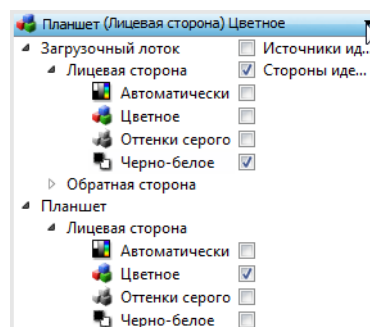 Планшет (Лицевая сторона) Цветное
Загрузочный лоток Источники ид...
Лицевая сторона Стороны иде...
Автоматически
Цветное
Оттенки серого
Черно-белое
Обратная сторона
Планшет
Лицевая сторона
Автоматически
Цветное
Оттенки серого
Черно-белое